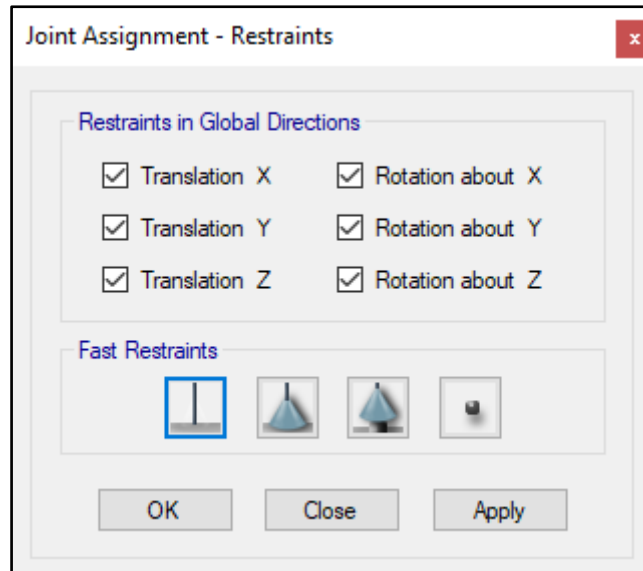 Joint Assignment - Restraints
x
Restraints in Global Directions
Translation X
Rotation about X
Translation Y
Rotation about Y
Translation Z
Rotation about Z
Fast Restraints
OK
Close
Apply